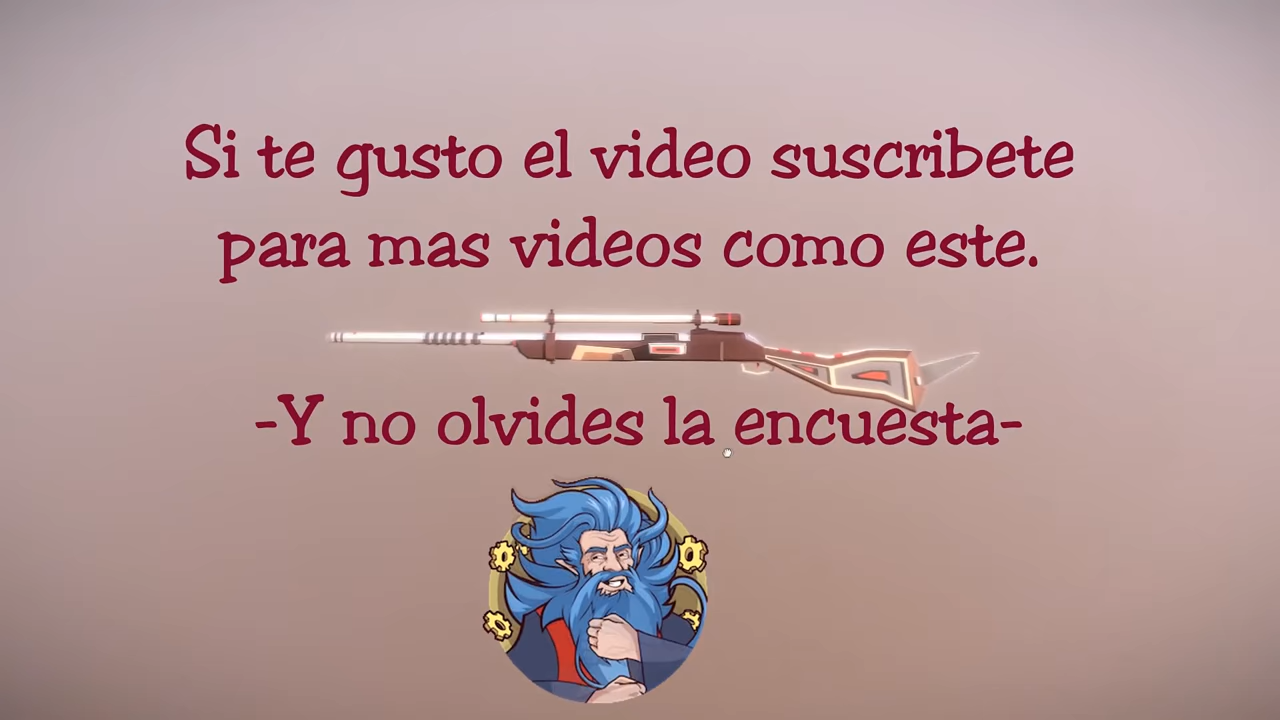 Si te gusto el video suscribete
para mas videos como este.
-Y no olvides la encuesta-